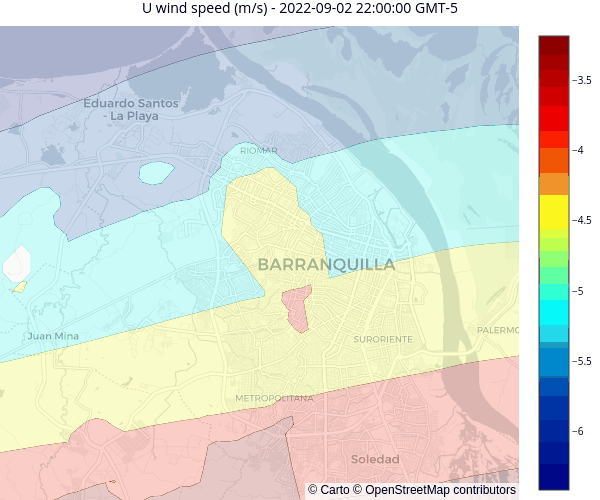 U wind speed (m/s) - 2022-09-02 22:00:00 GMT-5
Eduardo Santos
- La Playa
RIOMAR
BARRANQUILLA
Juan Mina
SURORIENTE
PALERMO
METROPOLITANA
Soledad
© Carto © OpenStreetMap contributors
−3.5
−4
−4.5
−5
−5.5
−6